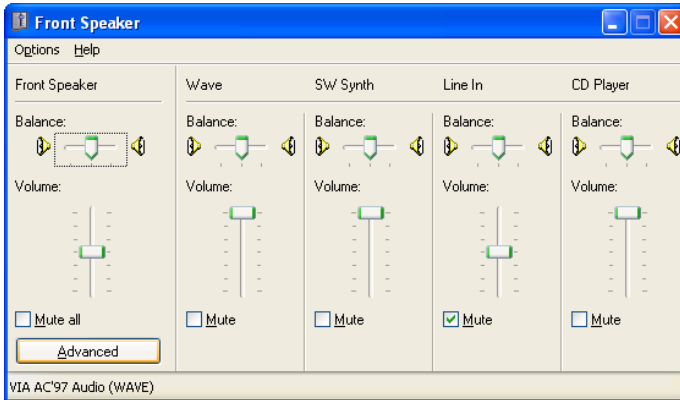 Front Speaker
Options Help
Front Speaker Wave SW Synth Line In CD Player
Balance: Balance: Balance: Balance: Balance:
Volume: Volume: Volume: Volume: Volume:
Mute all Mute Mute Mute Mute
Advanced
VIA AC'97 Audio (WAVE)